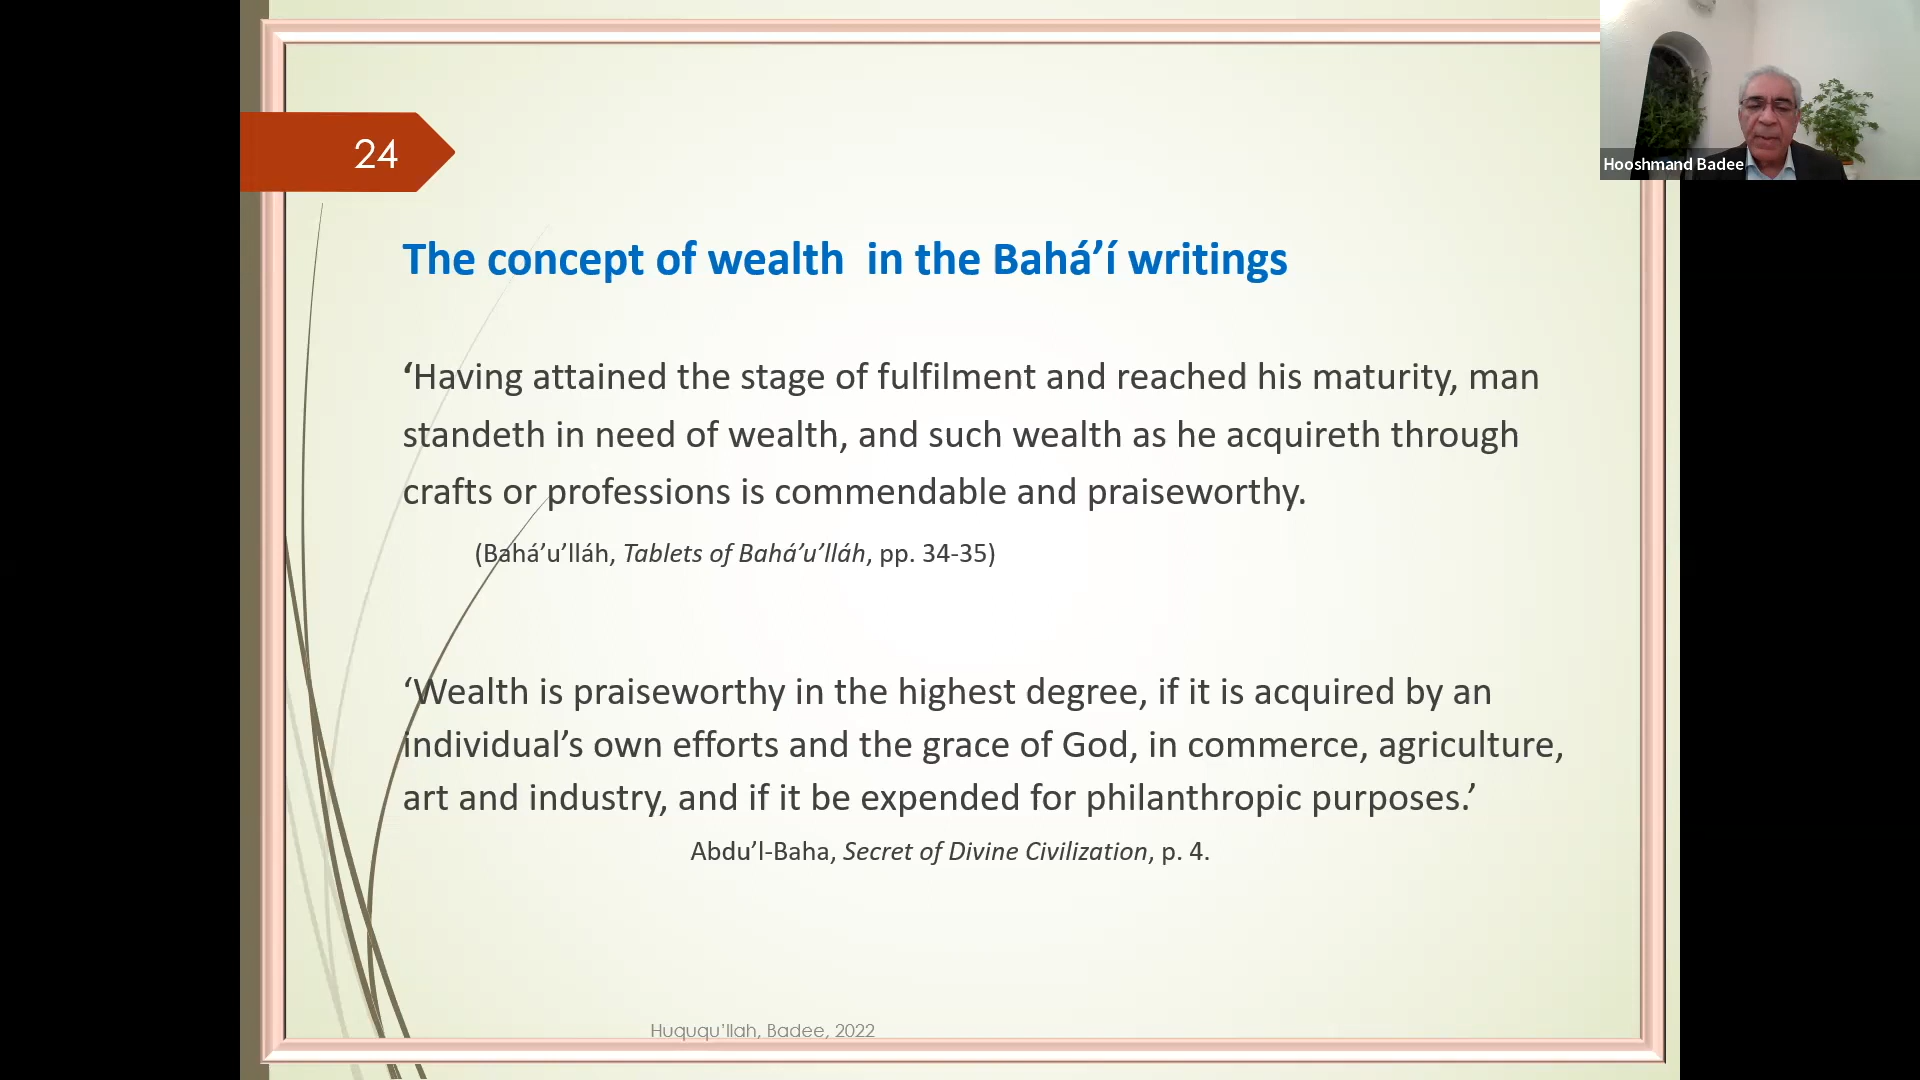 24
Hooshmand Badee
The concept of wealth  in the Bahá’í writings
‘Having attained the stage of fulfilment and reached his maturity, man
standeth in need of wealth, and such wealth as he acquireth through
crafts or professions is commendable and praiseworthy.
(Bahá’u’lláh, Tablets of Bahá’u’lláh, pp. 34-35)
‘Wealth is praiseworthy in the highest degree, if it is acquired by an
individual’s own efforts and the grace of God, in commerce, agriculture,
art and industry, and if it be expended for philanthropic purposes.’
Abdu’l-Baha, Secret of Divine Civilization, p. 4.
Huququ’llah, Badee, 2022